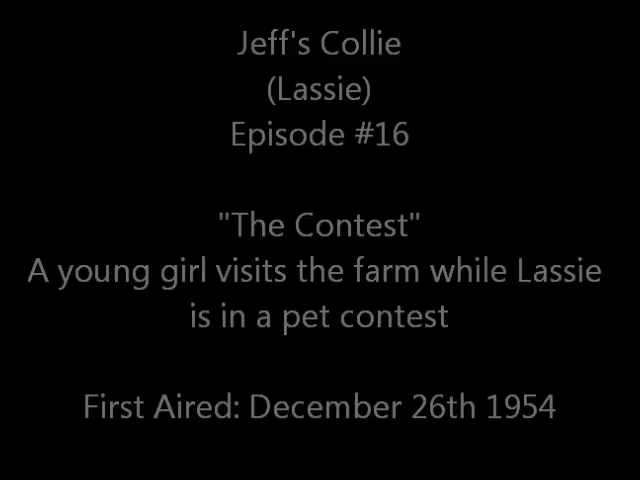 Jeff's Collie
(Lassie)
Episode #16
"The Contest"
A young girl visits the farm while Lassie
is in a pet contest
First Aired: December 26th 1954